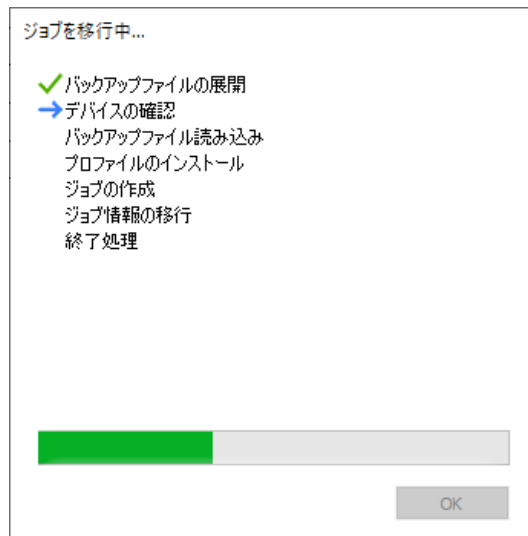 ジョブを移行中...
バックアップファイルの展開
デバイスの確認
バックアップファイル読み込み
プロファイルのインストール
ジョブの作成
ジョブ情報の移行
終了処理
OK